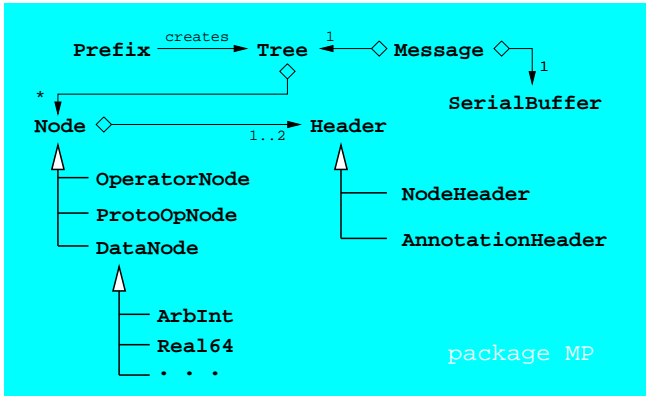 creates
Prefix Tree 1 Message
1
* SerialBuffer
Node 1..2 Header
OperatorNode
NodeHeader
ProtoOpNode
AnnotationHeader
DataNode
ArbInt
Real64
package MP
. . .